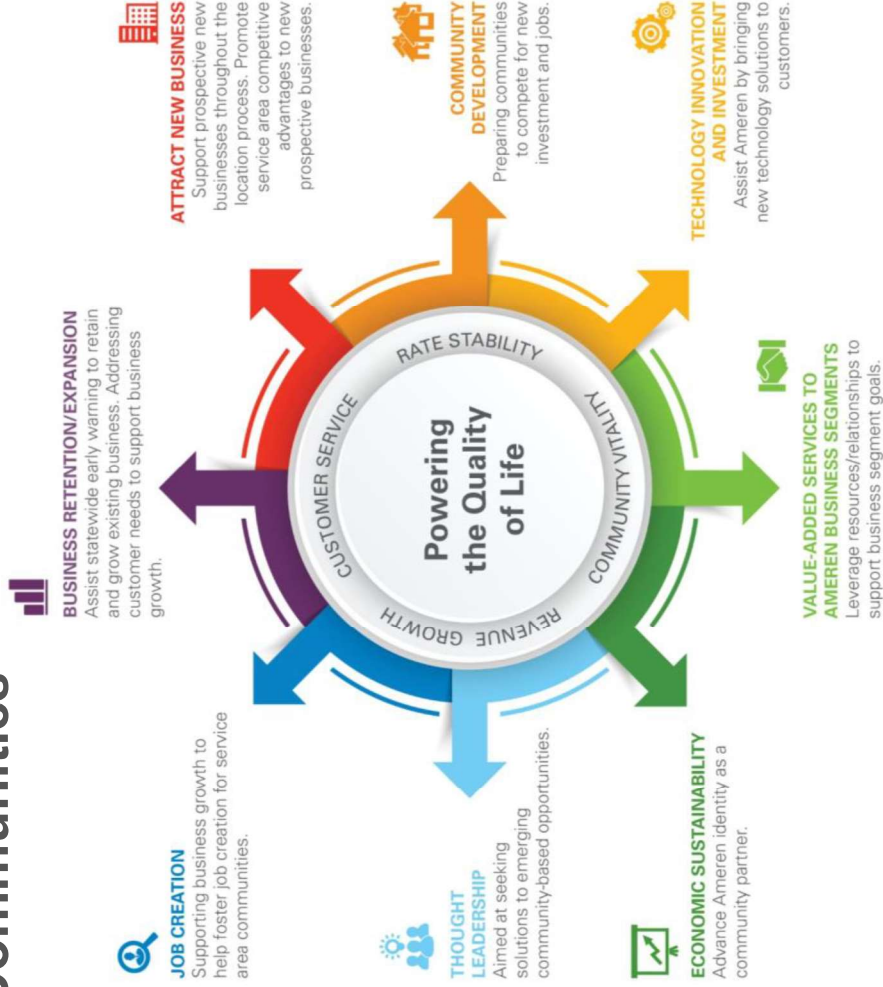 Communities
BUSINESS RETENTION/EXPANSION
Assist statewide early warning to retain
and grow existing business. Addressing
customer needs to support business
growth.
JOB CREATION
Supporting business growth to
help foster job creation for service
area communities.
ATTRACT NEW BUSINESS
Support prospective new
businesses throughout the
location process. Promote
service area competitive
advantages to new
prospective businesses.
CUSTOMER SERVICE
RATE STABILITY
COMMUNITY VITALITY
REVENUE GROWTH
Powering
the Quality
of Life
THOUGHT
LEADERSHIP
Aimed at seeking
solutions to emerging
community-based opportunities.
COMMUNITY
DEVELOPMENT
Preparing communities
to compete for new
investment and jobs.
ECONOMIC SUSTAINABILITY
Advance Ameren identity as a
community partner.
TECHNOLOGY INNOVATION
AND INVESTMENT
Assist Ameren by bringing
new technology solutions to
customers.
VALUE-ADDED SERVICES TO
AMEREN BUSINESS SEGMENTS
Leverage resources/relationships to
support business segment goals.